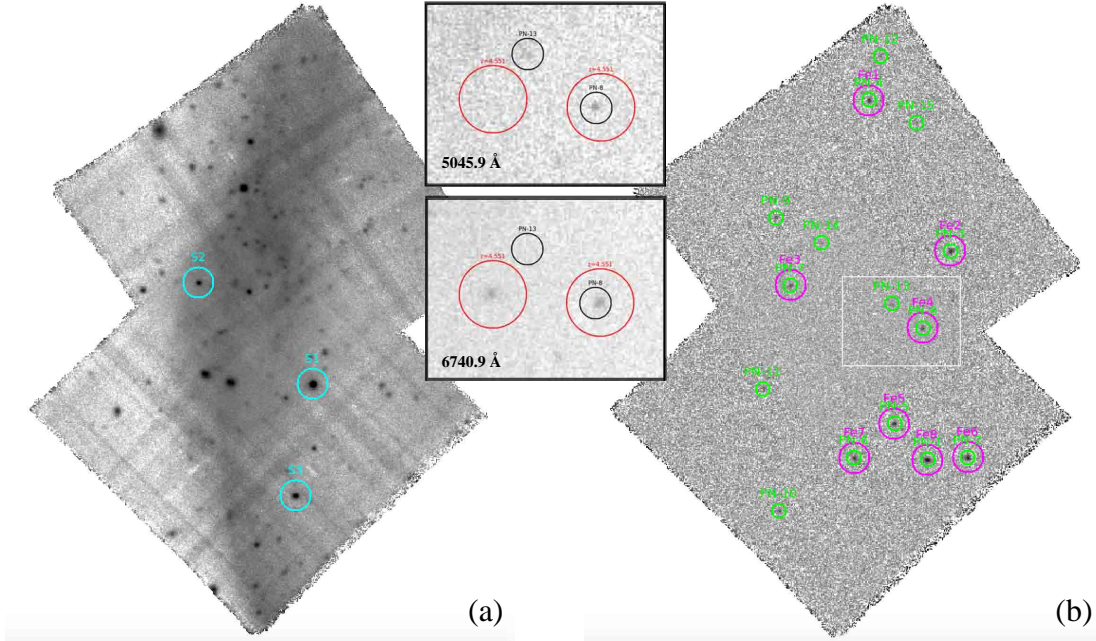 S2
S1
S3
(a)
PN-13
z=4.551
z=4.551
PN-8
5045.9 Å
PN-13
z=4.551
z=4.551
PN-8
6740.9 Å
PN-12
Fe1
PN-15
PN-9
PN-14
Fe2
Fe3
PN-13
Fe4
PN-11
Fe5
Fe7
Fe8
Fe6
PN-10
(b)